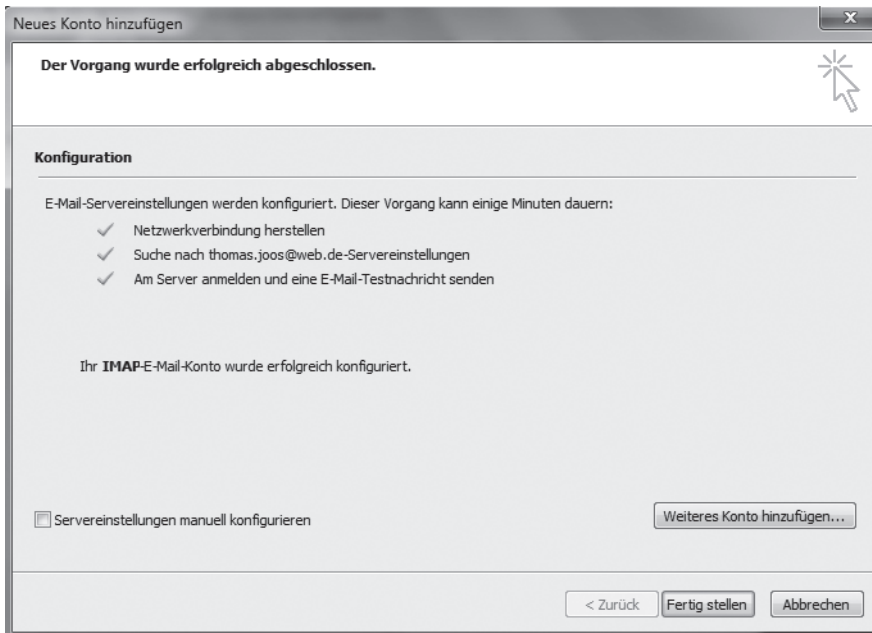 Neues Konto hinzufügen
Der Vorgang wurde erfolgreich abgeschlossen.
Konfiguration
E-Mail-Servereinstellungen werden konfiguriert. Dieser Vorgang kann einige Minuten dauern:
Netzwerkverbindung herstellen
Suche nach thomas.joos@web.de-Servereinstellungen
Am Server anmelden und eine E-Mail-Testnachricht senden
Ihr IMAP-E-Mail-Konto wurde erfolgreich konfiguriert.
Servereinstellungen manuell konfigurieren
Weiteres Konto hinzufügen...
< Zurück
Fertig stellen
Abbrechen